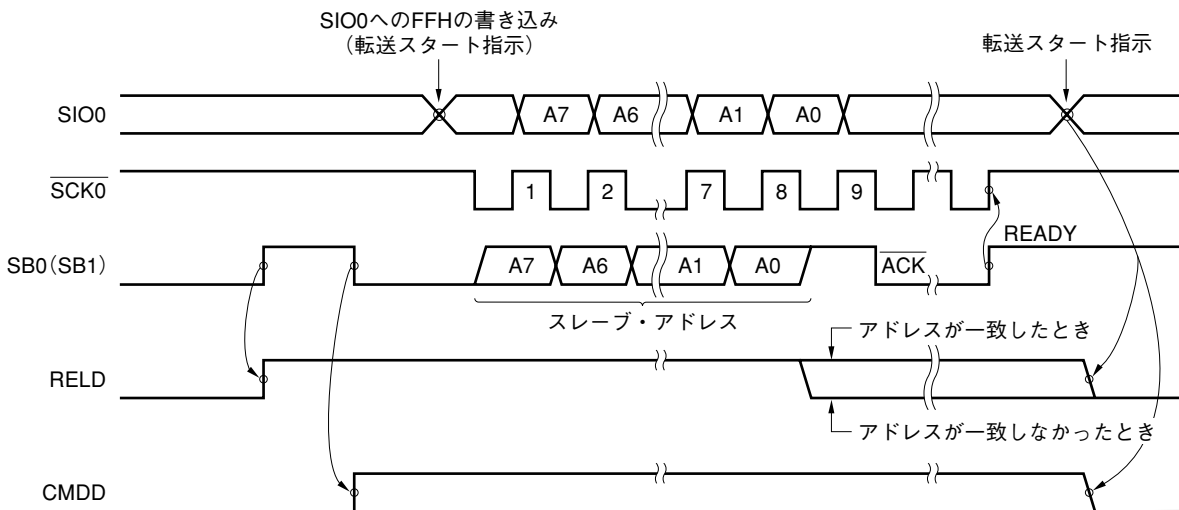 SIO0へのFFHの書き込み
（転送スタート指示）
転送スタート指示
SIO0
A7
A6
A1
A0
SCK0
1
2
7
8
9
READY
SB0（SB1）
A7
A6
A1
A0
ACK
スレーブ・アドレス
アドレスが一致したとき
RELD
アドレスが一致しなかったとき
CMDD